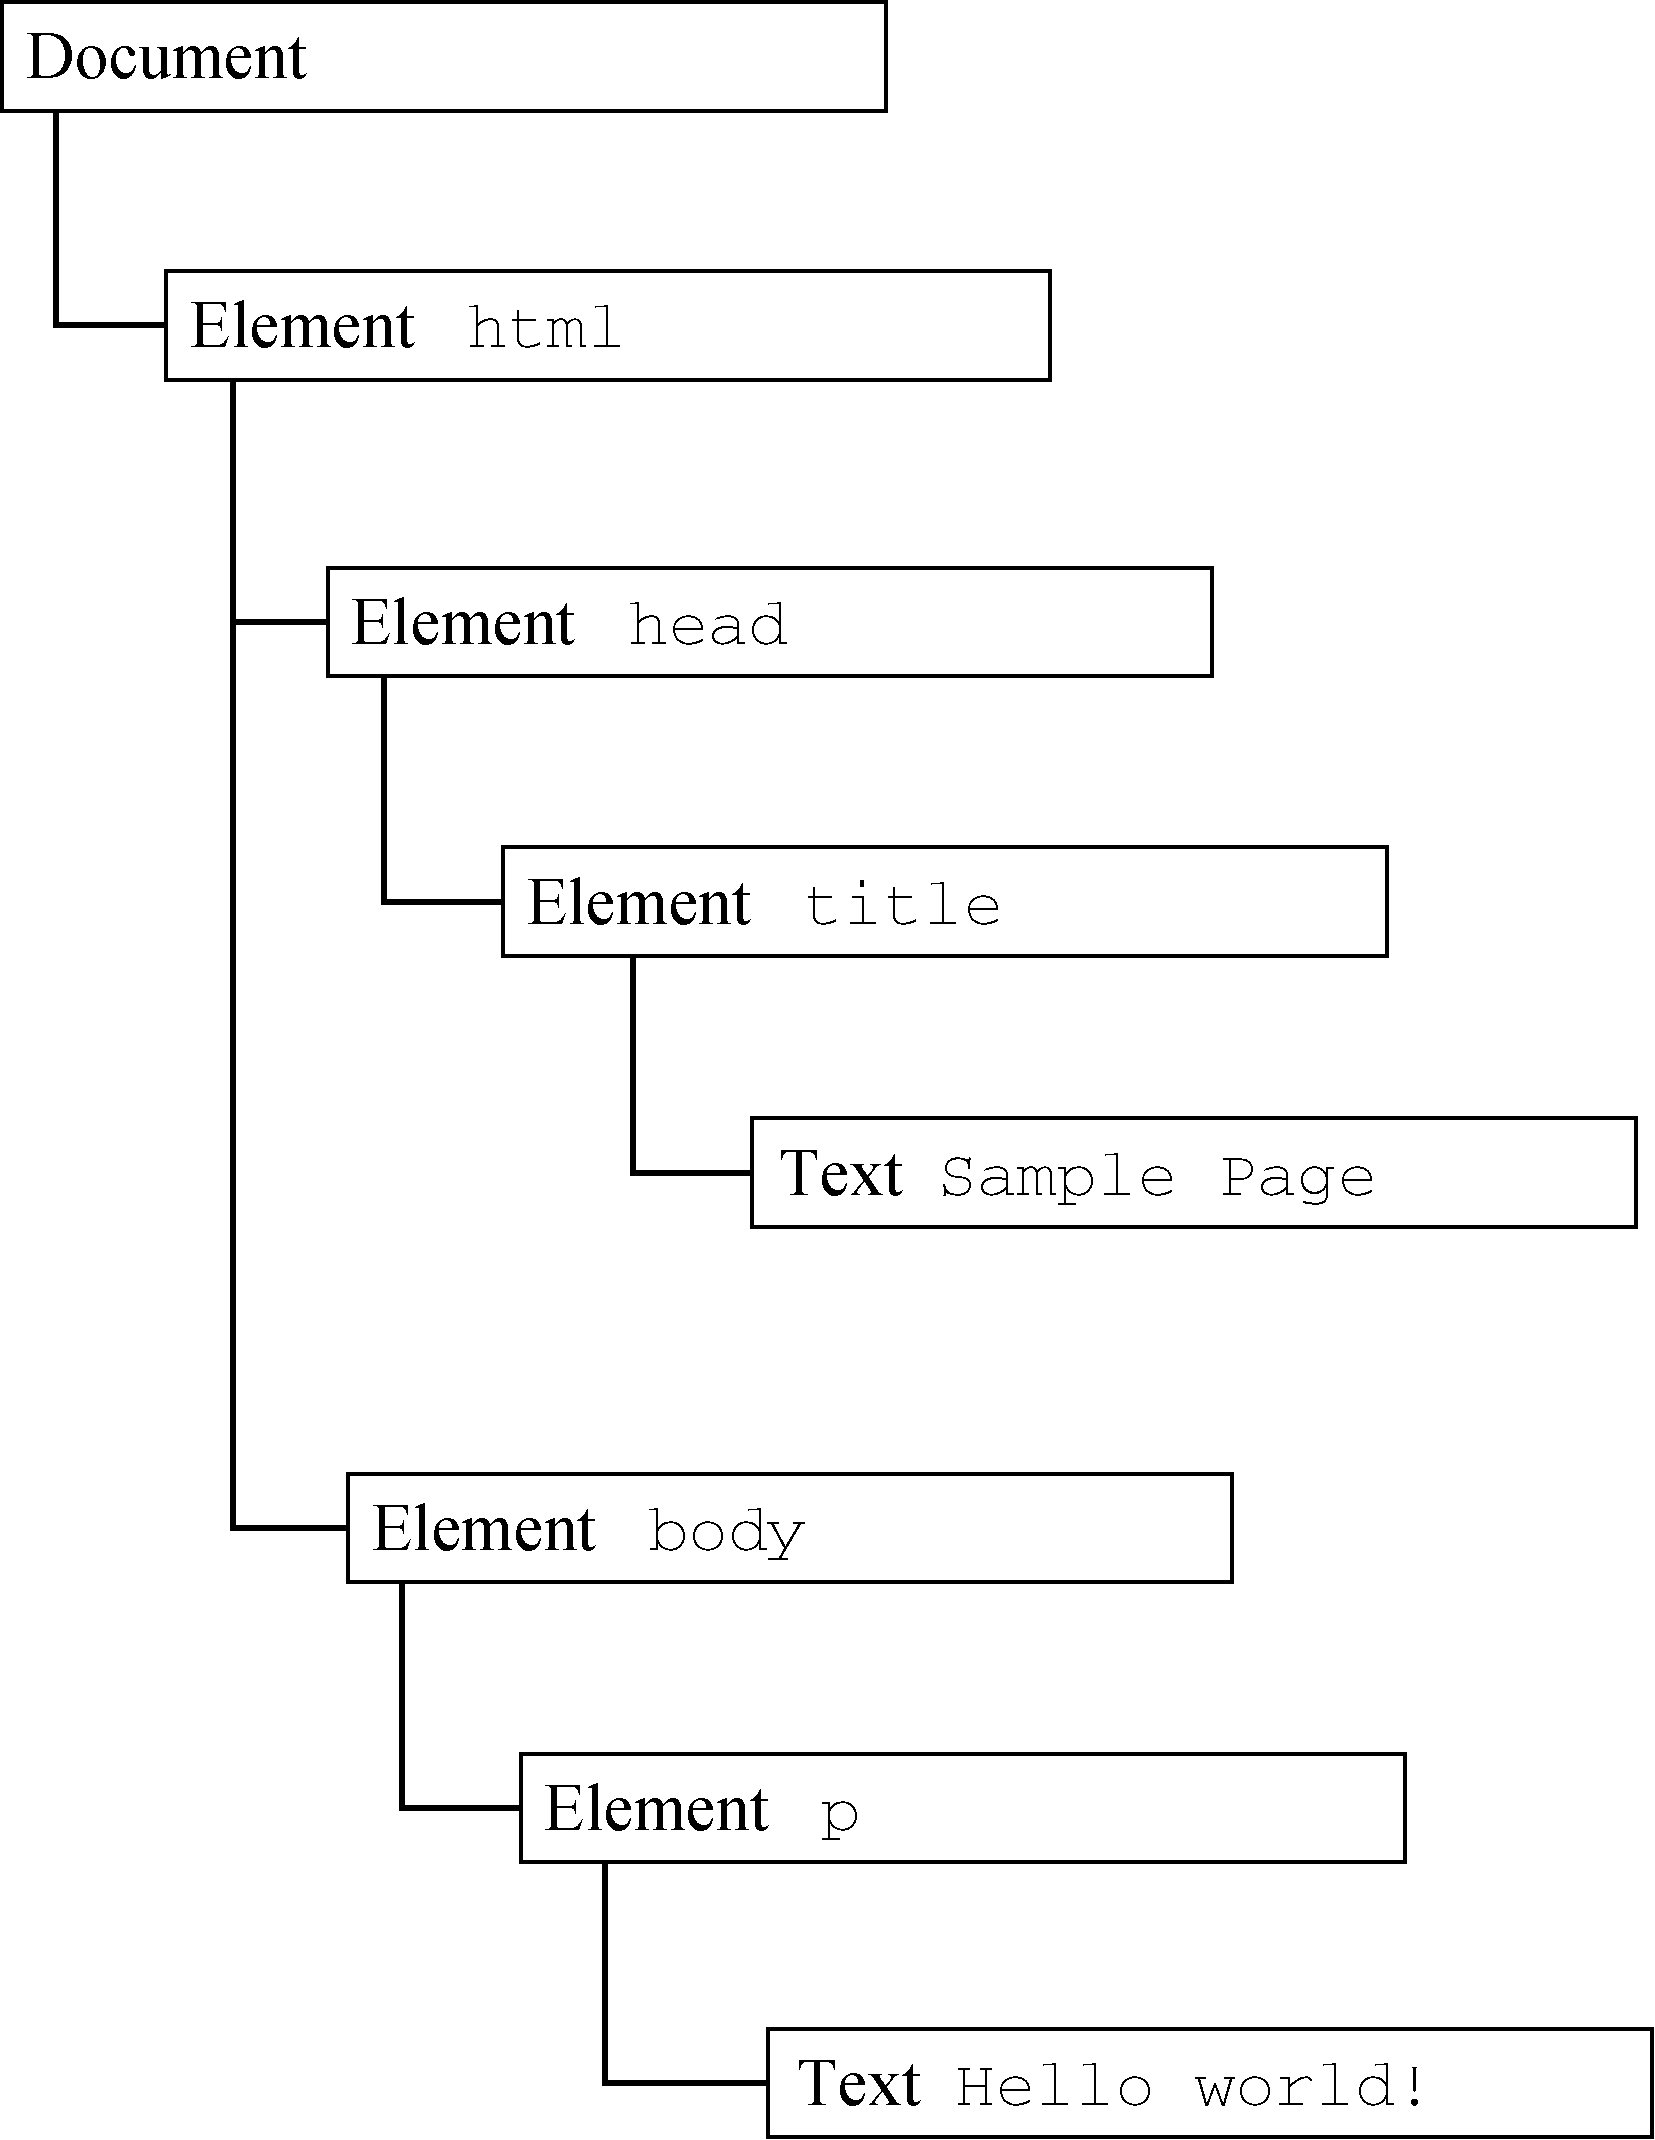 Document
Element html
Element head
Element title
Text Sample Page
Element body
Element p
Text Hello world!